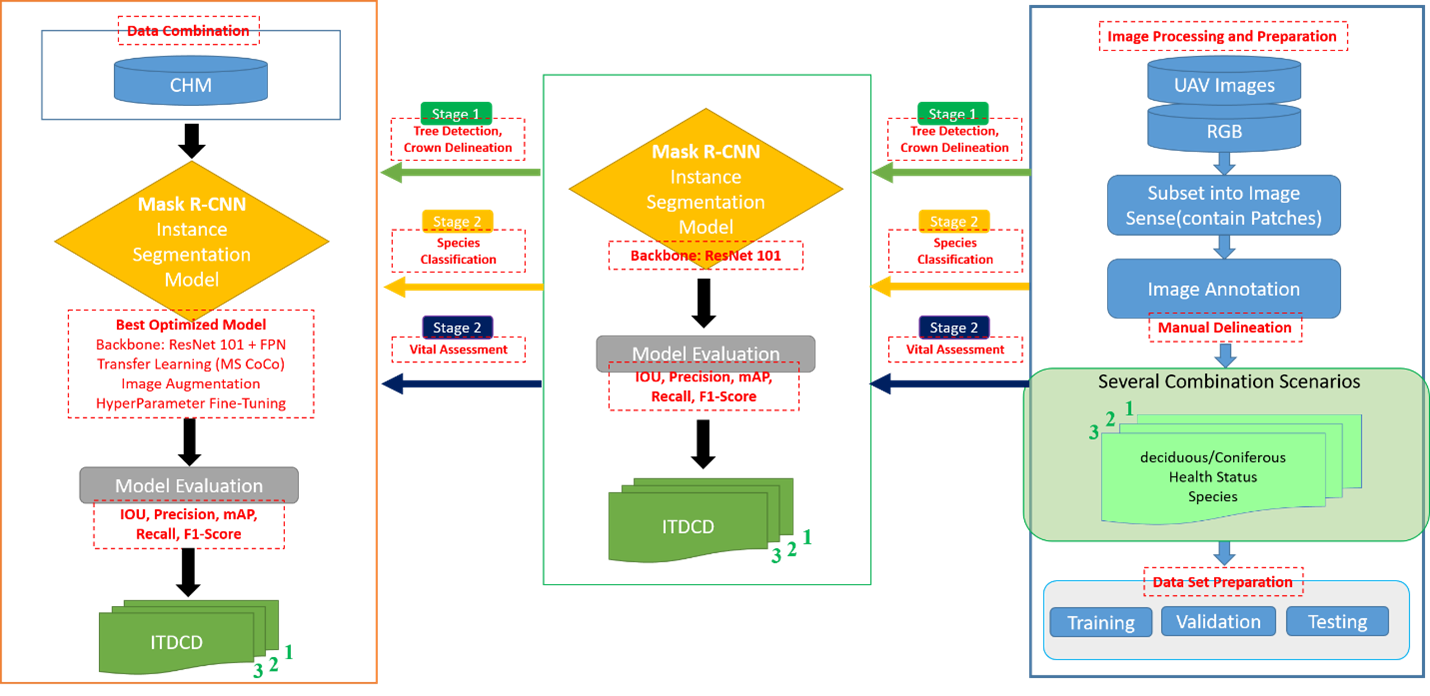 Data Combination
CHM
Mask R-CNN
Instance
Segmentation
Model
Best Optimized Model
Backbone: ResNet 101 + FPN
Transfer Learning (MS CoCo)
Image Augmentation
HyperParameter Fine-Tuning
Model Evaluation
IOU, Precision, mAP,
Recall, F1-Score
ITDCD
1
2
3
Stage 1
Tree Detection,
Crown Delineation
Stage 2
Species
Classification
Stage 2
Vital Assessment
Mask R-CNN
Instance
Segmentation
Model
Backbone: ResNet 101
Model Evaluation
IOU, Precision, mAP,
Recall, F1-Score
ITDCD
1
2
3
Stage 1
Tree Detection,
Crown Delineation
Stage 2
Species
Classification
Stage 2
Vital Assessment
Image Processing and Preparation
UAV Images
RGB
Subset into Image
Sense(contain Patches)
Image Annotation
Manual Delineation
Several Combination Scenarios
1
2
3
deciduous/Coniferous
Health Status
Species
Data Set Preparation
Training
Validation
Testing